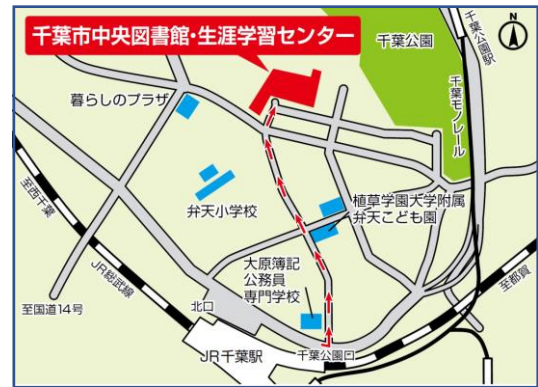 千葉市中央図書館・生涯学習センター
千葉公園
N
千葉公園駅
千葉モノレール
暮らしのプラザ
至西千葉
弁天小学校
植草学園大学附属
弁天こども園
JR総武線
大原簿記
公務員
専門学校
至都賀
至国道14号
北口
JR千葉駅
千葉公園口